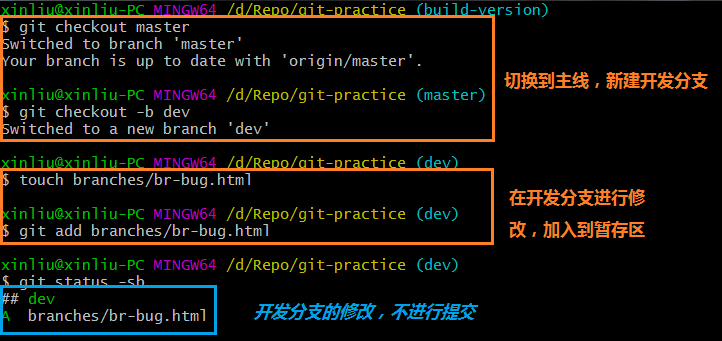 xinliu@xinliu-PC MINGW64 /d/Repo/git-practice (build-version)
$ git checkout master
Switched to branch 'master'
Your branch is up to date with 'origin/master'.
xinliu@xinliu-PC MINGW64 /d/Repo/git-practice (master)
$ git checkout -b dev
Switched to a new branch 'dev'
切换到主线，新建开发分支
xinliu@xinliu-PC MINGW64 /d/Repo/git-practice (dev)
$ touch branches/br-bug.html
xinliu@xinliu-PC MINGW64 /d/Repo/git-practice (dev)
$ git add branches/br-bug.html
在开发分支进行修
改，加入到暂存区
xinliu@xinliu-PC MINGW64 /d/Repo/git-practice (dev)
$ git status -sb
## dev
A  branches/br-bug.html
开发分支的修改，不进行提交